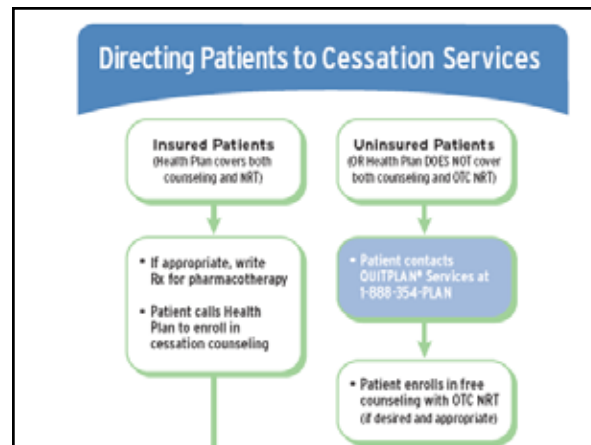 Directing Patients to Cessation Services
Insured Patients
(Health Plan covers both
counseling and NRT)
Uninsured Patients
(OR Health Plan DOES NOT cover
both counseling and OTC NRT)
• If appropriate, write
Rx for pharmacotherapy
• Patient calls Health
Plan to enroll in
cessation counseling
• Patient contacts
QUITPLAN® Services at
1-888-354-PLAN
• Patient enrolls in free
counseling with OTC NRT
(if desired and appropriate)